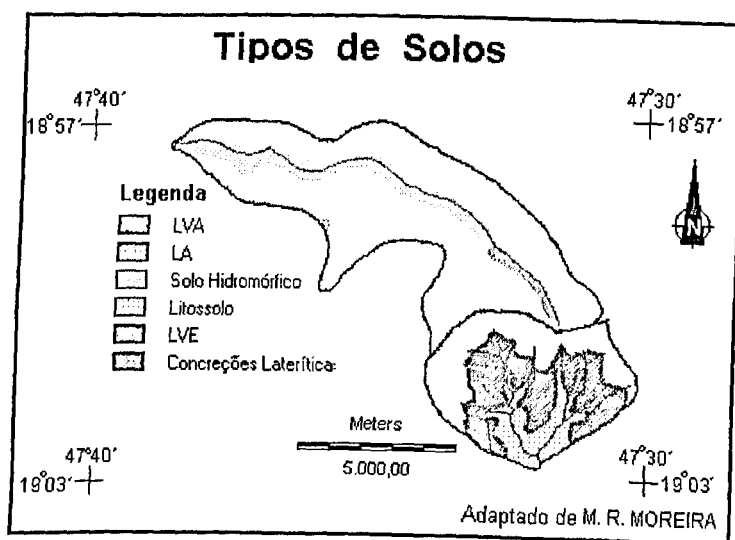 Tipos de Solos
47°40′
18°57′
47°30′
18°57′
N
Legenda
LVA
LA
Solo Hidromórfico
Litossolo
LVE
Concreções Laterítica
Meters
5.000,00
47°40′
19°03′
47°30′
19°03′
Adaptado de M. R. MOREIRA